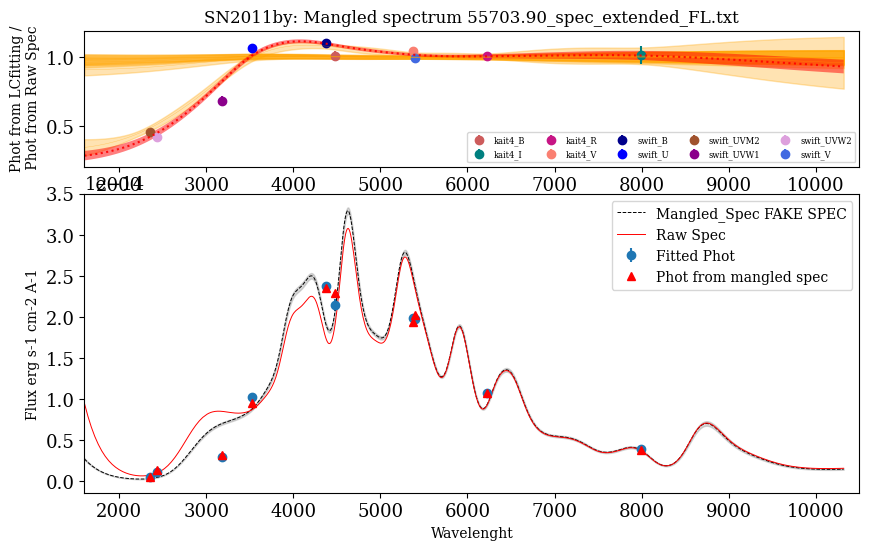 SN2011by: Mangled spectrum 55703.90_spec_extended_FL.txt
Phot from LCfitting /
Phot from Raw Spec
1.0
0.5
kait4_B
kait4_R
swift_B
swift_UVM2
swift_UVW2
kait4_I
kait4_V
swift_U
swift_UVW1
swift_V
2000 3000 4000 5000 6000 7000 8000 9000 10000
1e−14
3.5
3.0
2.5
2.0
1.5
1.0
0.5
0.0
Flux erg s-1 cm-2 A-1
Mangled_Spec FAKE SPEC
Raw Spec
Fitted Phot
Phot from mangled spec
2000 3000 4000 5000 6000 7000 8000 9000 10000
Wavelenght